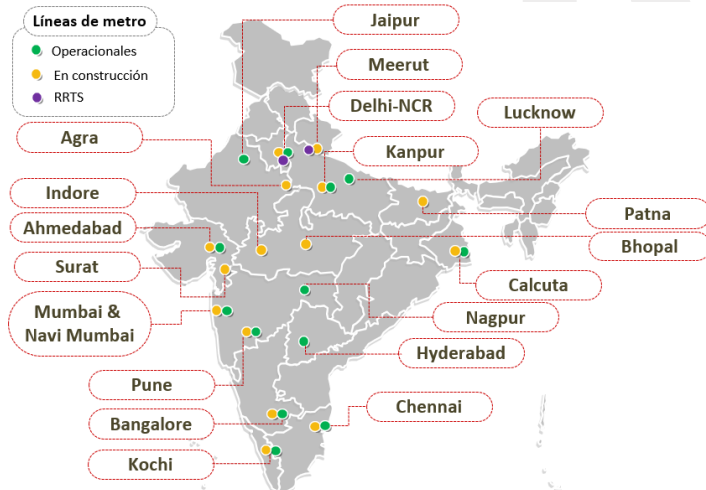 Líneas de metro
Operacionales
En construcción
RRTS
Jaipur
Meerut
Delhi-NCR
Lucknow
Agra
Kanpur
Indore
Patna
Ahmedabad
Bhopal
Surat
Calcuta
Mumbai &
Navi Mumbai
Nagpur
Hyderabad
Pune
Chennai
Bangalore
Kochi